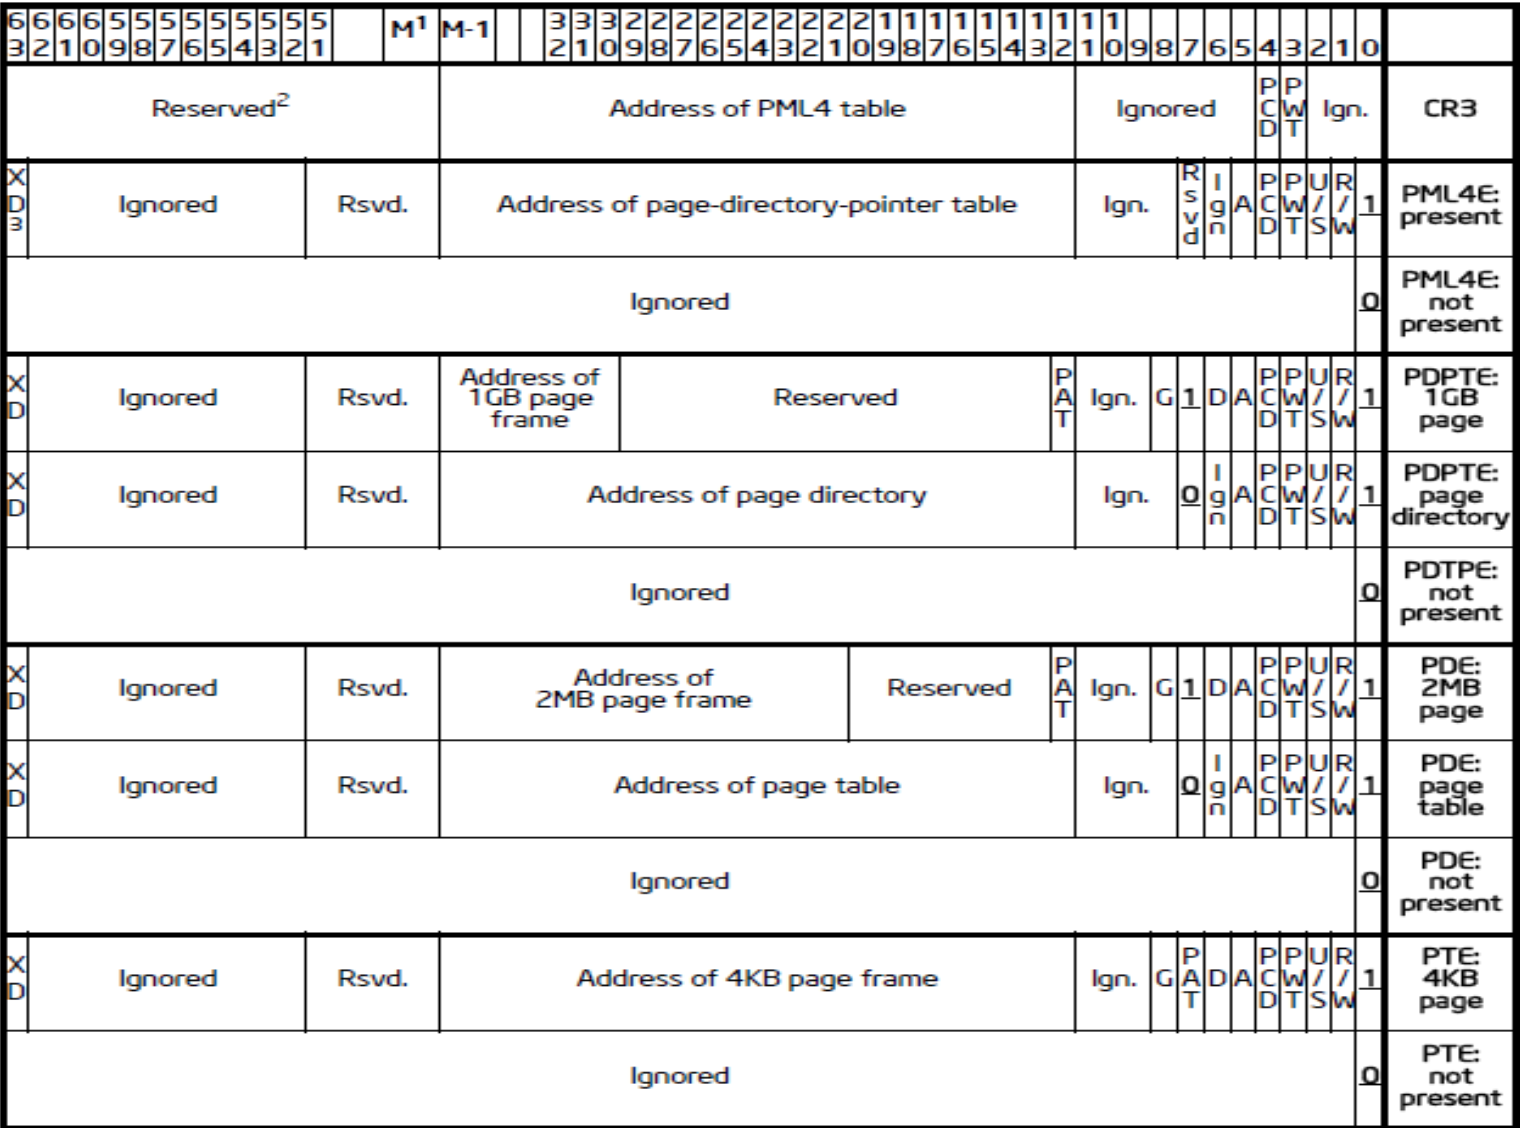 6 6 6 6 5 5 5 5 5 5 5 5 5 M¹ M-1 3 3 3 2 2 2 2 2 2 2 2 2 2 1 1 1 1 1 1 1 1 1 1
3 2 1 0 9 8 7 6 5 4 3 2 1 2 1 0 9 8 7 6 5 4 3 2 1 0 9 8 7 6 5 4 3 2 1 0 9 8 7 6 5 4 3 2 1 0
Reserved² Address of PML4 table Ignored PCD PWT Ign. CR3
XD3 Ignored Rsvd. Address of page-directory-pointer table Ign. Rsvd Ign A PCD PWT U/S R/W 1 PML4E:
present
Ignored 0 PML4E:
not
present
XD Ignored Rsvd. Address of
1GB page
frame
Reserved PAT Ign. G 1 D A PCD PWT U/S R/W 1 PDPTE:
1GB
page
XD Ignored Rsvd. Address of page directory Ign. 0 Ign A PCD PWT U/S R/W 1 PDPTE:
page
directory
Ignored 0 PDTPE:
not
present
XD Ignored Rsvd. Address of
2MB page frame
Reserved PAT Ign. G 1 D A PCD PWT U/S R/W 1 PDE:
2MB
page
XD Ignored Rsvd. Address of page table Ign. 0 Ign A PCD PWT U/S R/W 1 PDE:
page
table
Ignored 0 PDE:
not
present
XD Ignored Rsvd. Address of 4KB page frame Ign. G PAT D A PCD PWT U/S R/W 1 PTE:
4KB
page
Ignored 0 PTE:
not
present